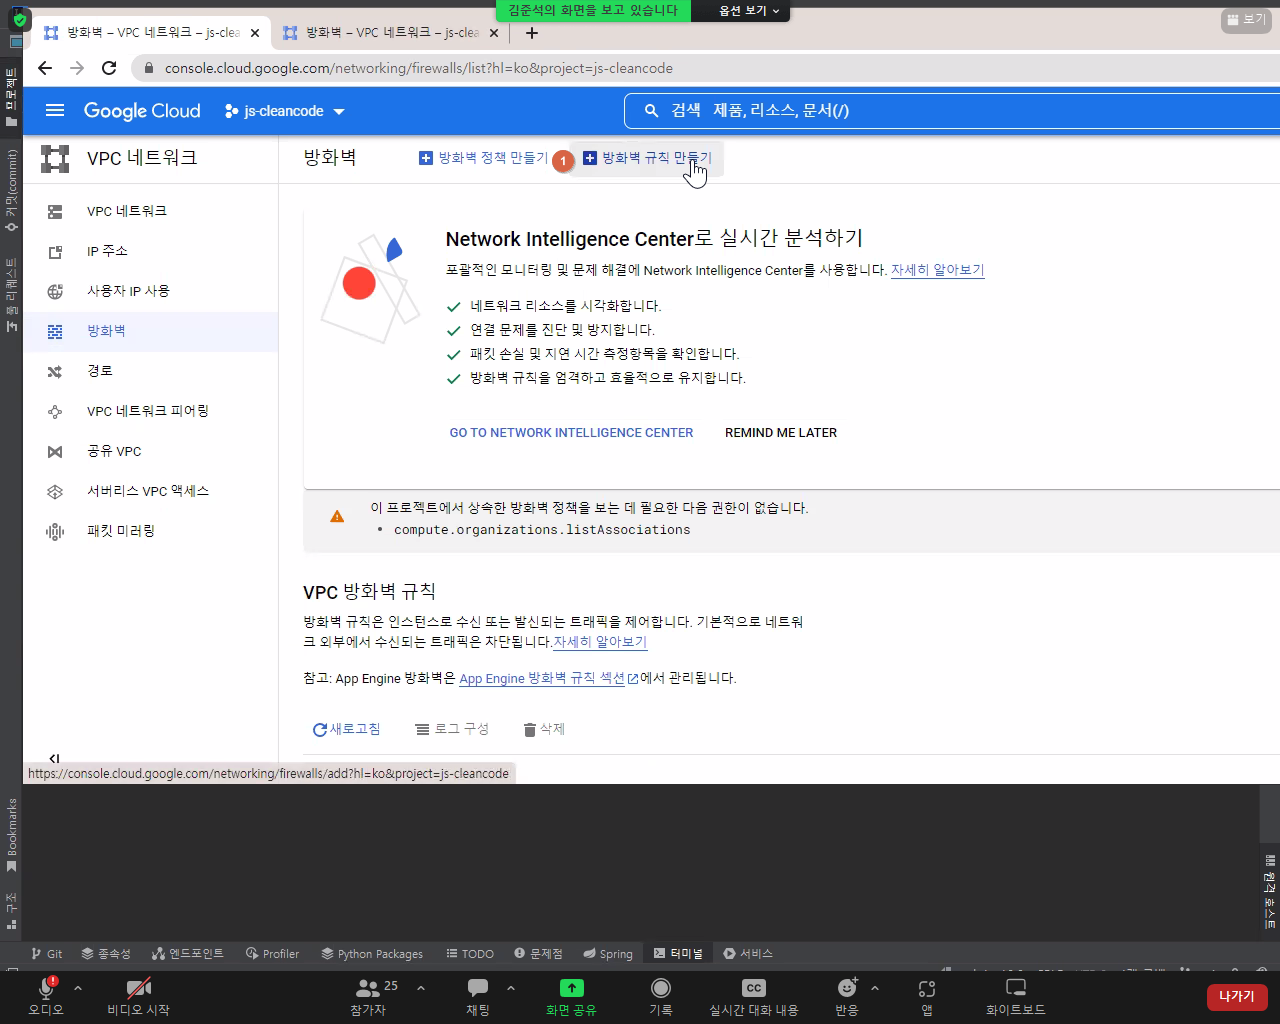 김준석의 화면을 보고 있습니다
옵션 보기
보기
방화벽 – VPC 네트워크 – js-clea
방화벽 – VPC 네트워크 – js-clea
console.cloud.google.com/networking/firewalls/list?hl=ko&project=js-cleancode
Google Cloud
js-cleancode
검색 제품, 리소스, 문서(/)
VPC 네트워크
방화벽
방화벽 정책 만들기
1
방화벽 규칙 만들기
VPC 네트워크
IP 주소
사용자 IP 사용
방화벽
경로
VPC 네트워크 피어링
공유 VPC
서버리스 VPC 액세스
패킷 미러링
Network Intelligence Center로 실시간 분석하기
포괄적인 모니터링 및 문제 해결에 Network Intelligence Center를 사용합니다. 자세히 알아보기
네트워크 리소스를 시각화합니다.
연결 문제를 진단 및 방지합니다.
패킷 손실 및 지연 시간 측정항목을 확인합니다.
방화벽 규칙을 엄격하고 효율적으로 유지합니다.
GO TO NETWORK INTELLIGENCE CENTER
REMIND ME LATER
이 프로젝트에서 상속한 방화벽 정책을 보는 데 필요한 다음 권한이 없습니다.
• compute.organizations.listAssociations
VPC 방화벽 규칙
방화벽 규칙은 인스턴스로 수신 또는 발신되는 트래픽을 제어합니다. 기본적으로 네트워
크 외부에서 수신되는 트래픽은 차단됩니다.자세히 알아보기
참고: App Engine 방화벽은 App Engine 방화벽 규칙 섹션에서 관리됩니다.
새로고침
로그 구성
삭제
https://console.cloud.google.com/networking/firewalls/add?hl=ko&project=js-cleancode
프로젝트
커밋(commit)
풀 리퀘스트
Bookmarks
구조
원격 호스트
Git
종속성
엔드포인트
Profiler
Python Packages
TODO
문제점
Spring
터미널
서비스
오디오
비디오 시작
25
참가자
채팅
화면 공유
기록
CC
실시간 대화 내용
반응
앱
화이트보드
나가기